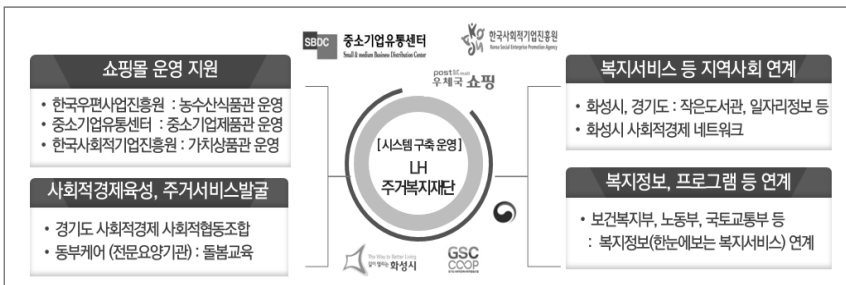 SBDC 중소기업유통센터
Small & medium Business Distribution Center
한국사회적기업진흥원
Korea Social Enterprise Promotion Agency
post
우체국 쇼핑
쇼핑몰 운영 지원
• 한국우편사업진흥원 : 농수산식품관 운영
• 중소기업유통센터 : 중소기업제품관 운영
• 한국사회적기업진흥원 : 가치상품관 운영
사회적경제육성, 주거서비스발굴
• 경기도 사회적경제 사회적협동조합
• 동부케어 (전문요양기관) : 돌봄교육
[ 시스템 구축 운영 ]
LH
주거복지재단
복지서비스 등 지역사회 연계
• 화성시, 경기도 : 작은도서관, 일자리정보 등
• 화성시 사회적경제 네트워크
복지정보, 프로그램 등 연계
• 보건복지부, 노동부, 국토교통부 등
: 복지정보(한눈에보는 복지서비스) 연계
The Way to Better Living
화성시
GSC
COOP